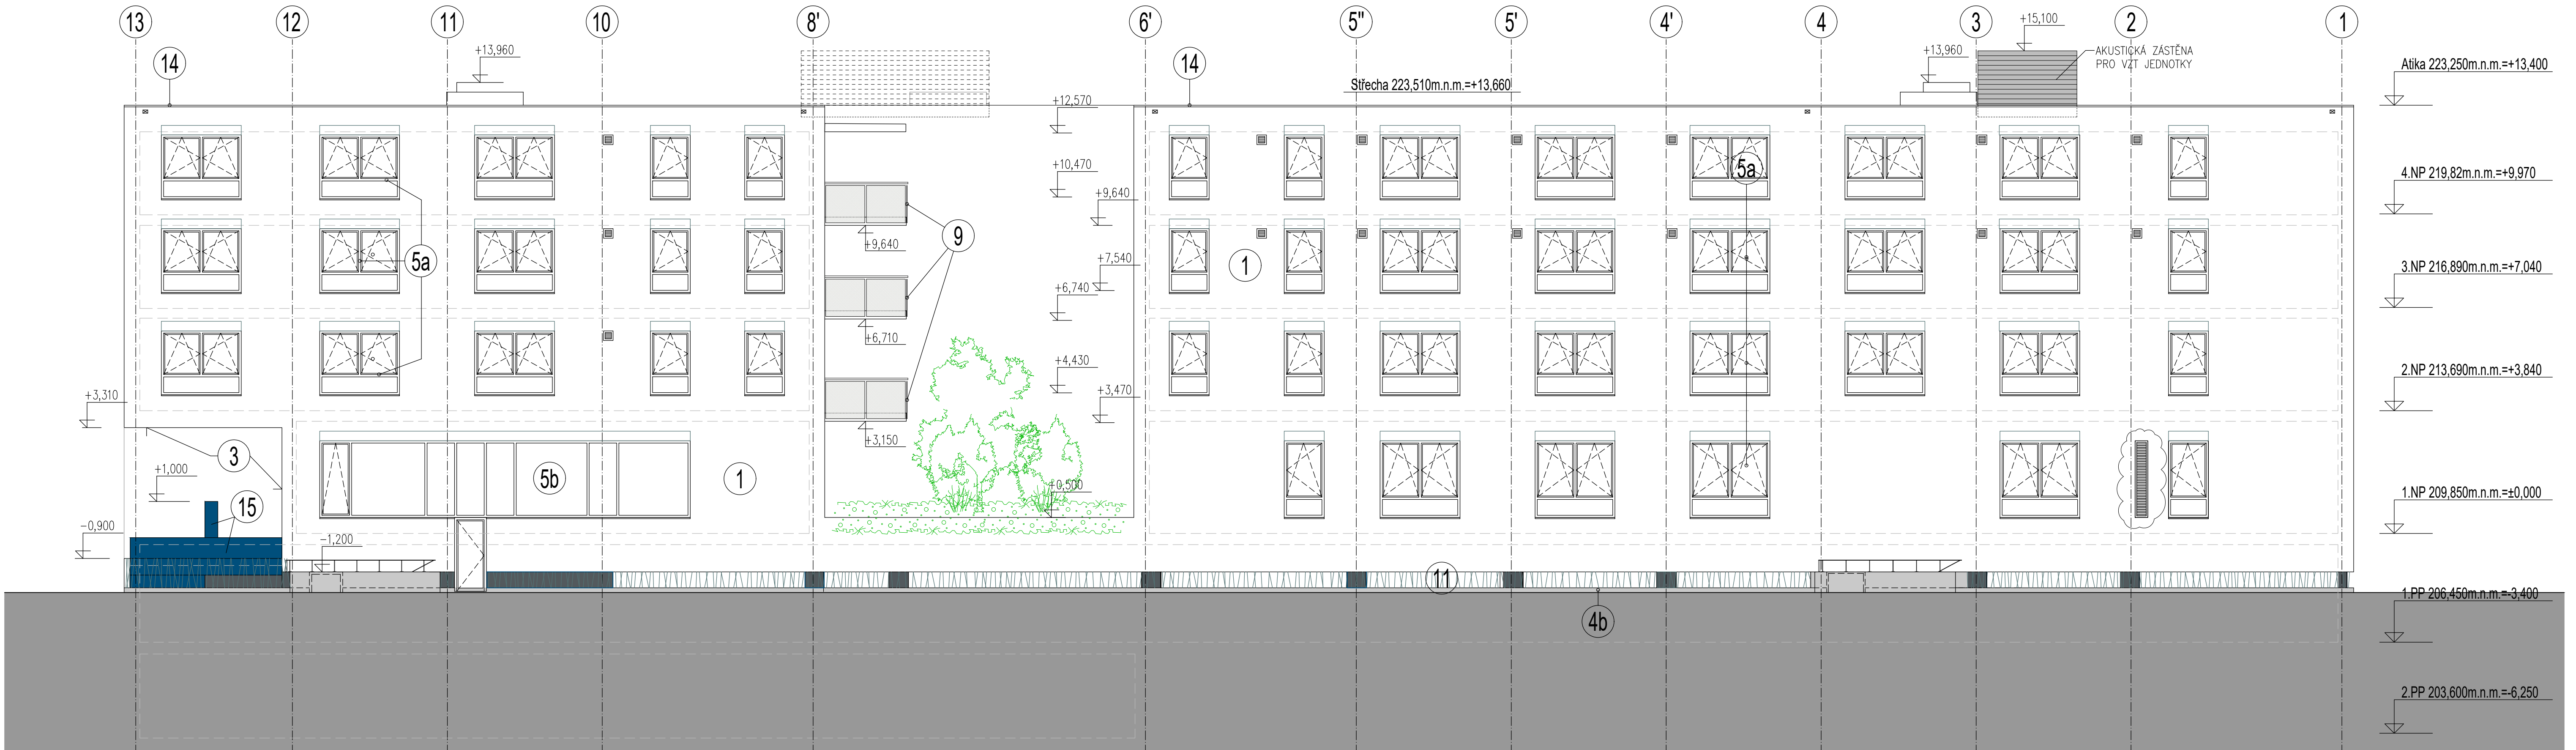 13
12
11
10
8'
6'
5''
5'
4'
4
3
2
1
+15,100
14
+13,960
14
+13,960
AKUSTICKÁ ZÁSTĚNA
PRO VZT JEDNOTKY
Atika 223,250m.n.m.=+13,400
Střecha 223,510m.n.m.=+13,660
+12,570
5a
+10,470
4.NP 219,82m.n.m.=+9,970
+9,640
9
+9,640
5a
1
+7,540
3.NP 216,890m.n.m.=+7,040
+6,740
+6,710
+4,430
2.NP 213,690m.n.m.=+3,840
+3,310
+3,470
+3,150
3
+1,000
5b
1
+0,500
1.NP 209,850m.n.m.=±0,000
15
-0,900
-1,200
11
1.PP 206,450m.n.m.=-3,400
4b
2.PP 203,600m.n.m.=-6,250